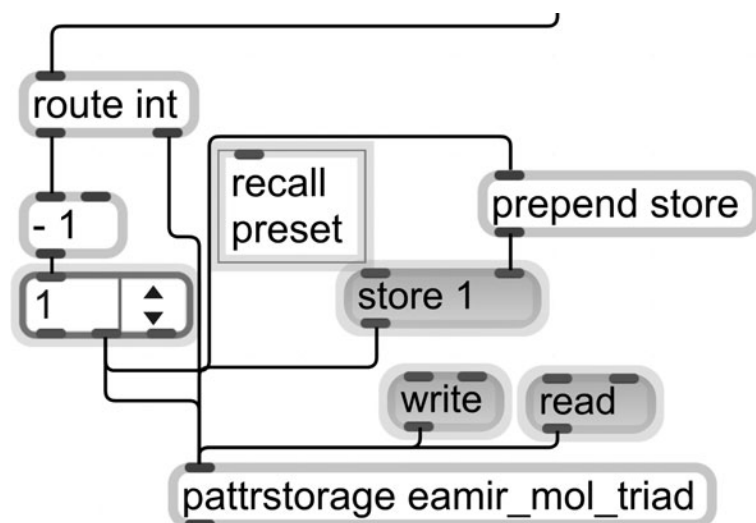 route int
recall
preset
prepend store
- 1
1
store 1
write
read
pattrstorage eamir_mol_triad